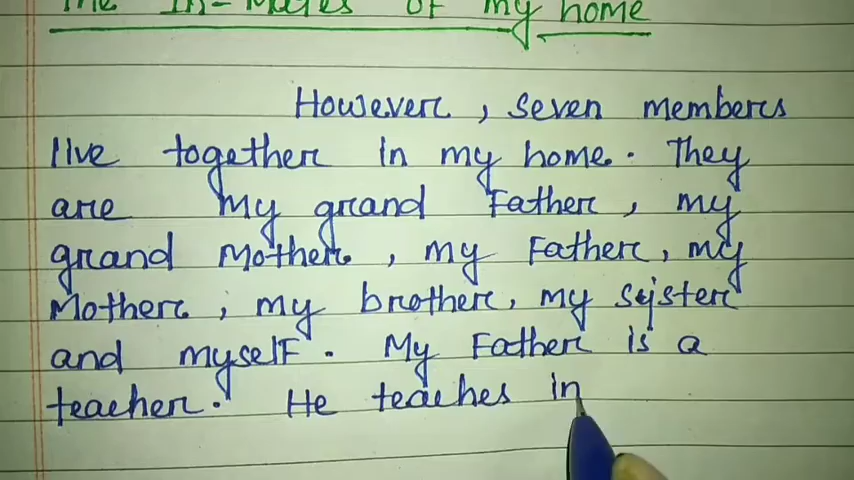 The In-Mates of my home
However, seven members
live together in my home. They
are my grand Father, my
grand Mother, my Father, my
Mother, my brother, my syister
and myself. My Father is a
teacher. He teaches in